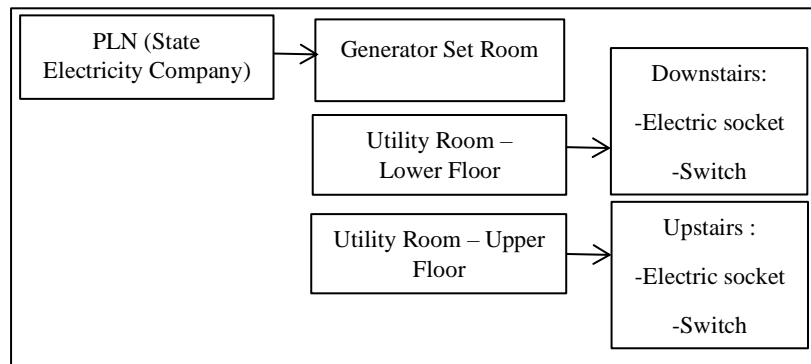 PLN (State
Electricity Company)
Generator Set Room
Downstairs:
-Electric socket
-Switch
Utility Room –
Lower Floor
Utility Room – Upper
Floor
Upstairs :
-Electric socket
-Switch